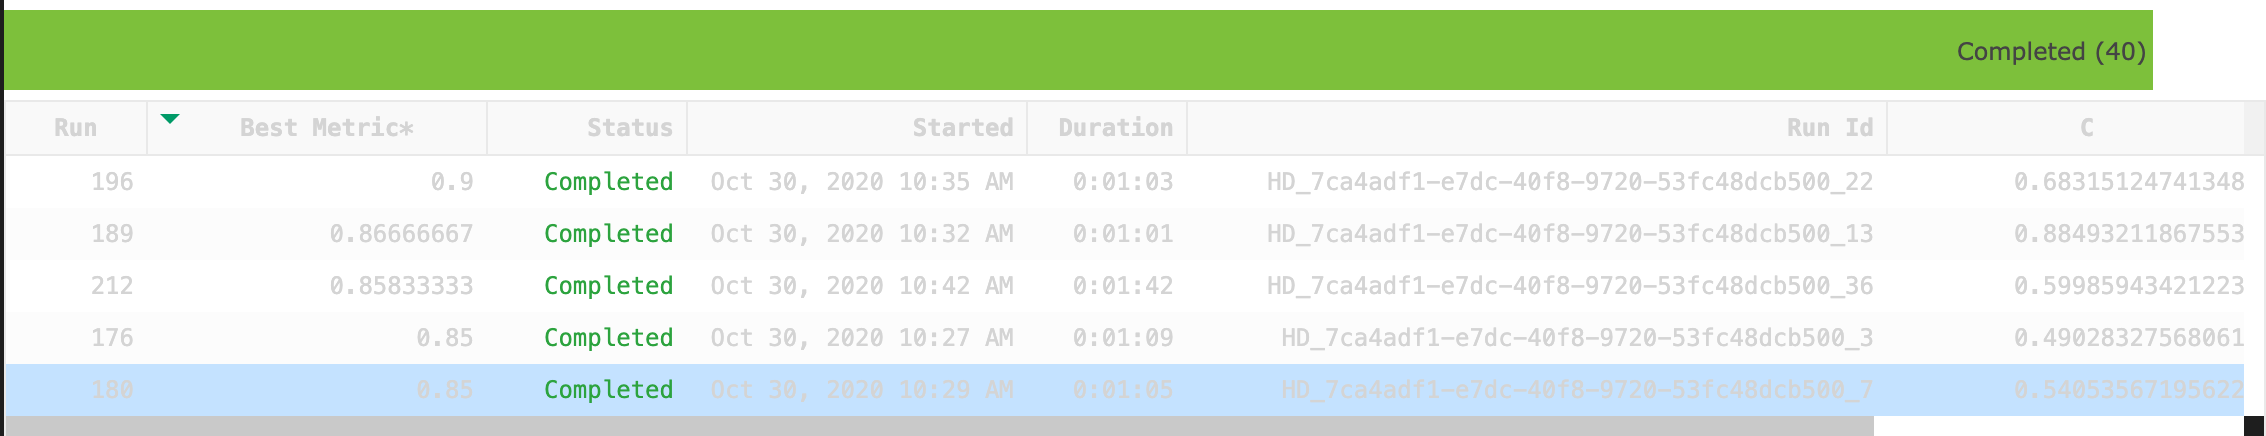 Completed (40)
Run Best Metric* Status Started Duration Run Id C
196 0.9 Completed Oct 30, 2020 10:35 AM 0:01:03 HD_7ca4adf1-e7dc-40f8-9720-53fc48dcb500_22 0.68315124741348
189 0.86666667 Completed Oct 30, 2020 10:32 AM 0:01:01 HD_7ca4adf1-e7dc-40f8-9720-53fc48dcb500_13 0.88493211867553
212 0.85833333 Completed Oct 30, 2020 10:42 AM 0:01:42 HD_7ca4adf1-e7dc-40f8-9720-53fc48dcb500_36 0.59985943421223
176 0.85 Completed Oct 30, 2020 10:27 AM 0:01:09 HD_7ca4adf1-e7dc-40f8-9720-53fc48dcb500_3 0.49028327568061
180 0.85 Completed Oct 30, 2020 10:29 AM 0:01:05 HD_7ca4adf1-e7dc-40f8-9720-53fc48dcb500_7 0.54053567195622